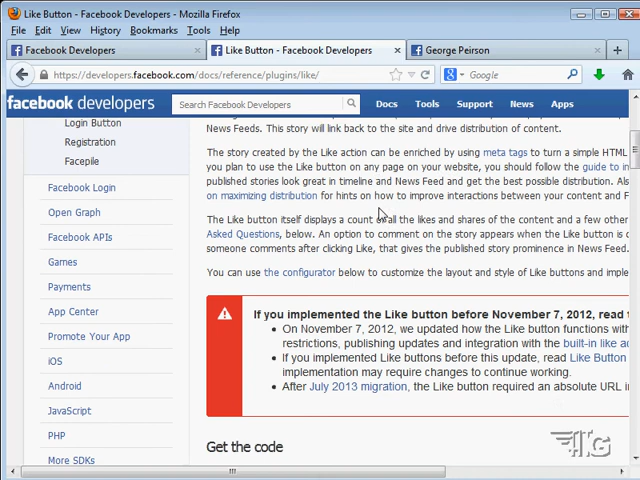 Like Button - Facebook Developers - Mozilla Firefox
File Edit View History Bookmarks Tools Help
Facebook Developers
Like Button - Facebook Developers
George Peirson
https://developers.facebook.com/docs/reference/plugins/like/
Google
facebook developers
Search Facebook Developers
Docs Tools Support News Apps
Login Button
Registration
Facepile
Facebook Login
Open Graph
Facebook APIs
Games
Payments
App Center
Promote Your App
iOS
Android
JavaScript
PHP
More SDKs
News Feeds. This story will link back to the site and drive distribution of content.
The story created by the Like action can be enriched by using meta tags to turn a simple HTML
you plan to use the Like button on any page on your website, you should follow the guide to in
published stories look great in timeline and News Feed and get the best possible distribution. Als
on maximizing distribution for hints on how to improve interactions between your content and F
The Like button itself displays a count of all the likes and shares of the content and a few other
Asked Questions, below. An option to comment on the story appears when the Like button is c
someone comments after clicking Like, that gives the published story prominence in News Feed.
You can use the configurator below to customize the layout and style of Like buttons and imple
If you implemented the Like button before November 7, 2012, read t
On November 7, 2012, we updated how the Like button functions with
restrictions, publishing updates and integration with the built-in like ac
If you implemented Like buttons before this update, read Like Button
implementation may require changes to continue working.
After July 2013 migration, the Like button required an absolute URL in
Get the code